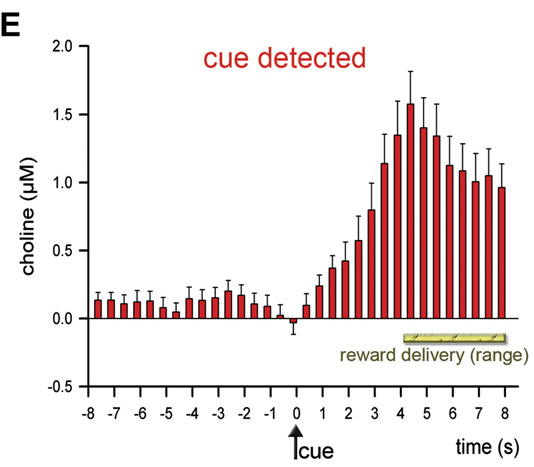 E
cue detected
choline (µM)
2.0
1.5
1.0
0.5
0.0
-0.5
reward delivery (range)
-8 -7 -6 -5 -4 -3 -2 -1 0 1 2 3 4 5 6 7 8
cue
time (s)